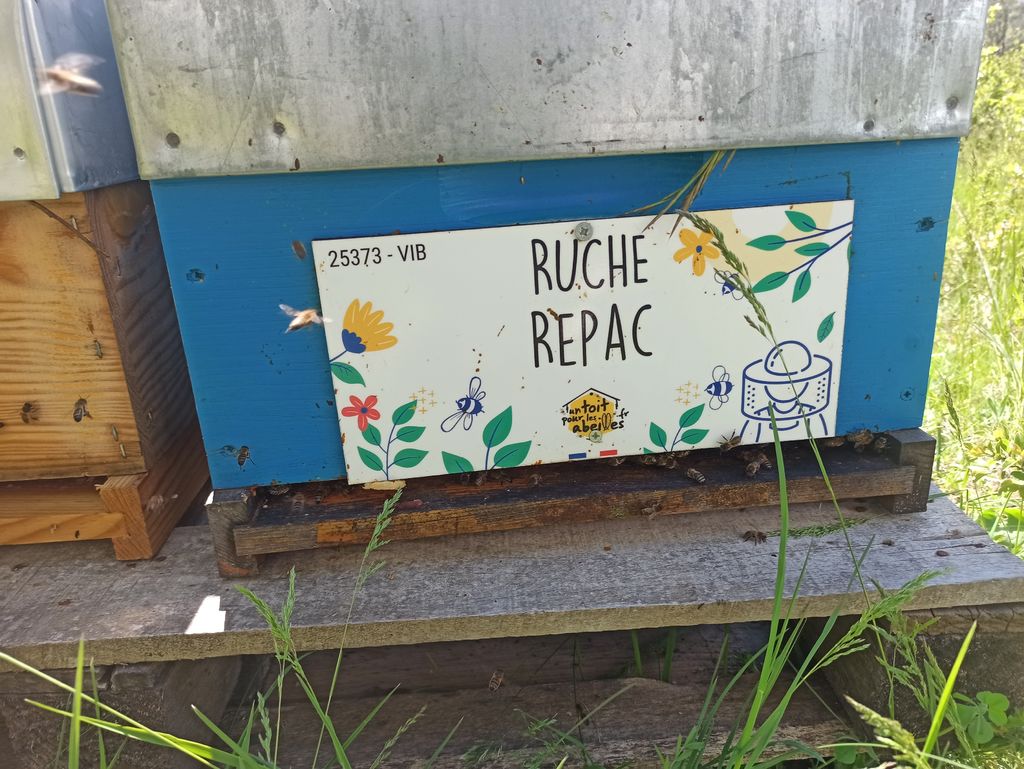 25373 - VIB
RUCHE
REPAC
un toit
pour les .fr
abeilles